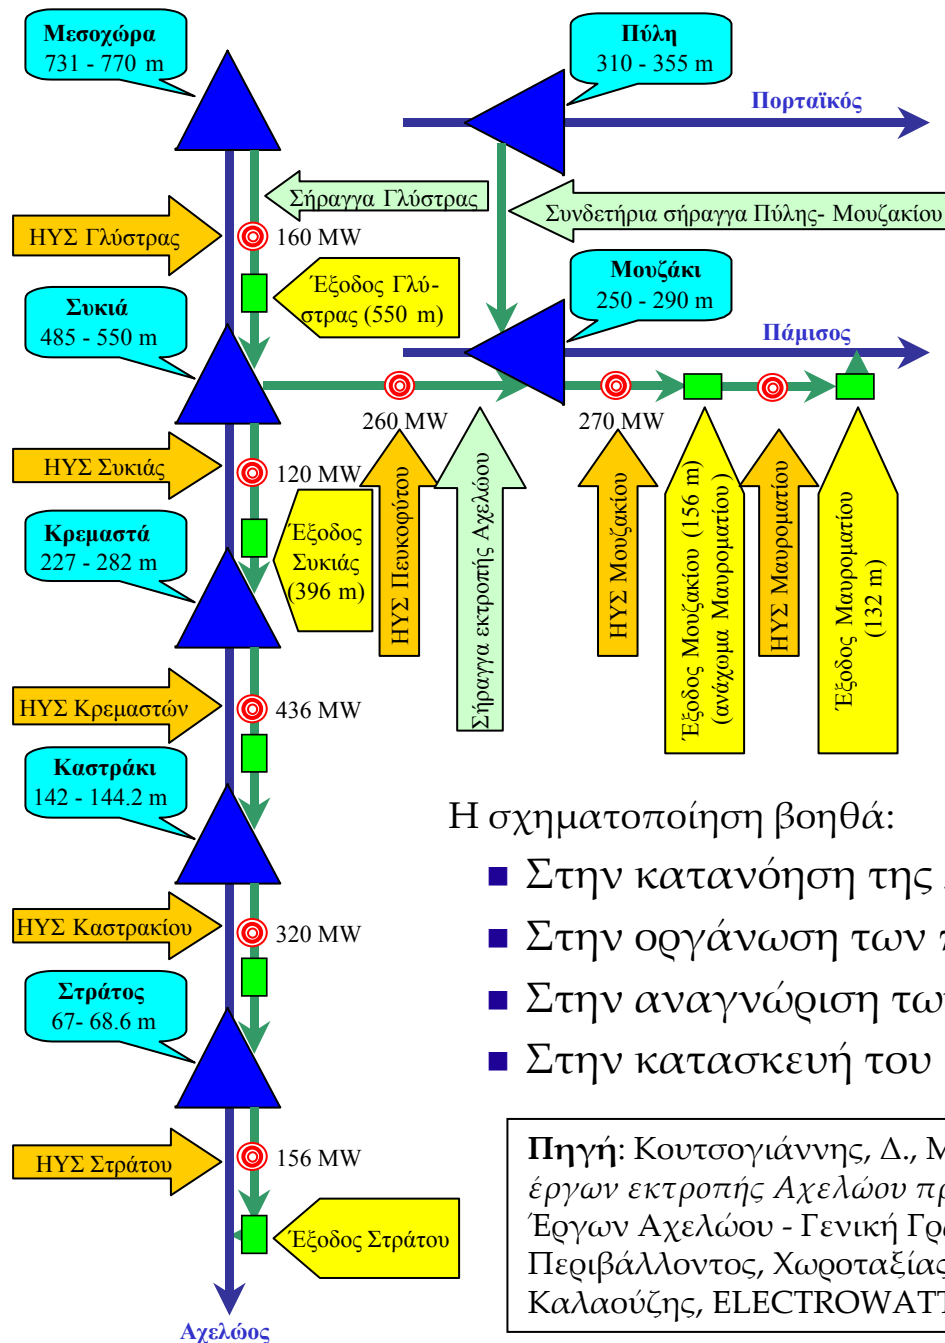 Μεσοχώρα
731 - 770 m
Πύλη
310 - 355 m
Πορταϊκός
Σήραγγα Γλύστρας
Συνδετήρια σήραγγα Πύλης- Μουζακίου
ΗΥΣ Γλύστρας
160 MW
Έξοδος Γλύ-
στρας (550 m)
Μουζάκι
250 - 290 m
Συκιά
485 - 550 m
Πάμισος
260 MW
270 MW
ΗΥΣ Συκιάς
120 MW
Έξοδος
Συκιάς
(396 m)
ΗΥΣ Πευκοφύτου
Σήραγγα εκτροπής Αχελώου
ΗΥΣ Μουζακίου
Έξοδος Μουζακίου (156 m)
(ανάχωμα Μαυροματίου)
ΗΥΣ Μαυροματίου
Έξοδος Μαυροματίου
(132 m)
Κρεμαστά
227 - 282 m
ΗΥΣ Κρεμαστών
436 MW
Καστράκι
142 - 144.2 m
ΗΥΣ Καστρακίου
320 MW
Στράτος
67- 68.6 m
ΗΥΣ Στράτου
156 MW
Έξοδος Στράτου
Αχελώος
Η σχηματοποίηση βοηθά:
Στην κατανόηση της
Στην οργάνωση των
Στην αναγνώριση των
Στην κατασκευή του
Πηγή: Κουτσογιάννης, Δ.,
έργων εκτροπής Αχελώου
Έργων Αχελώου - Γενική
Περιβάλλοντος, Χωροταξίας
Καλαούζης,